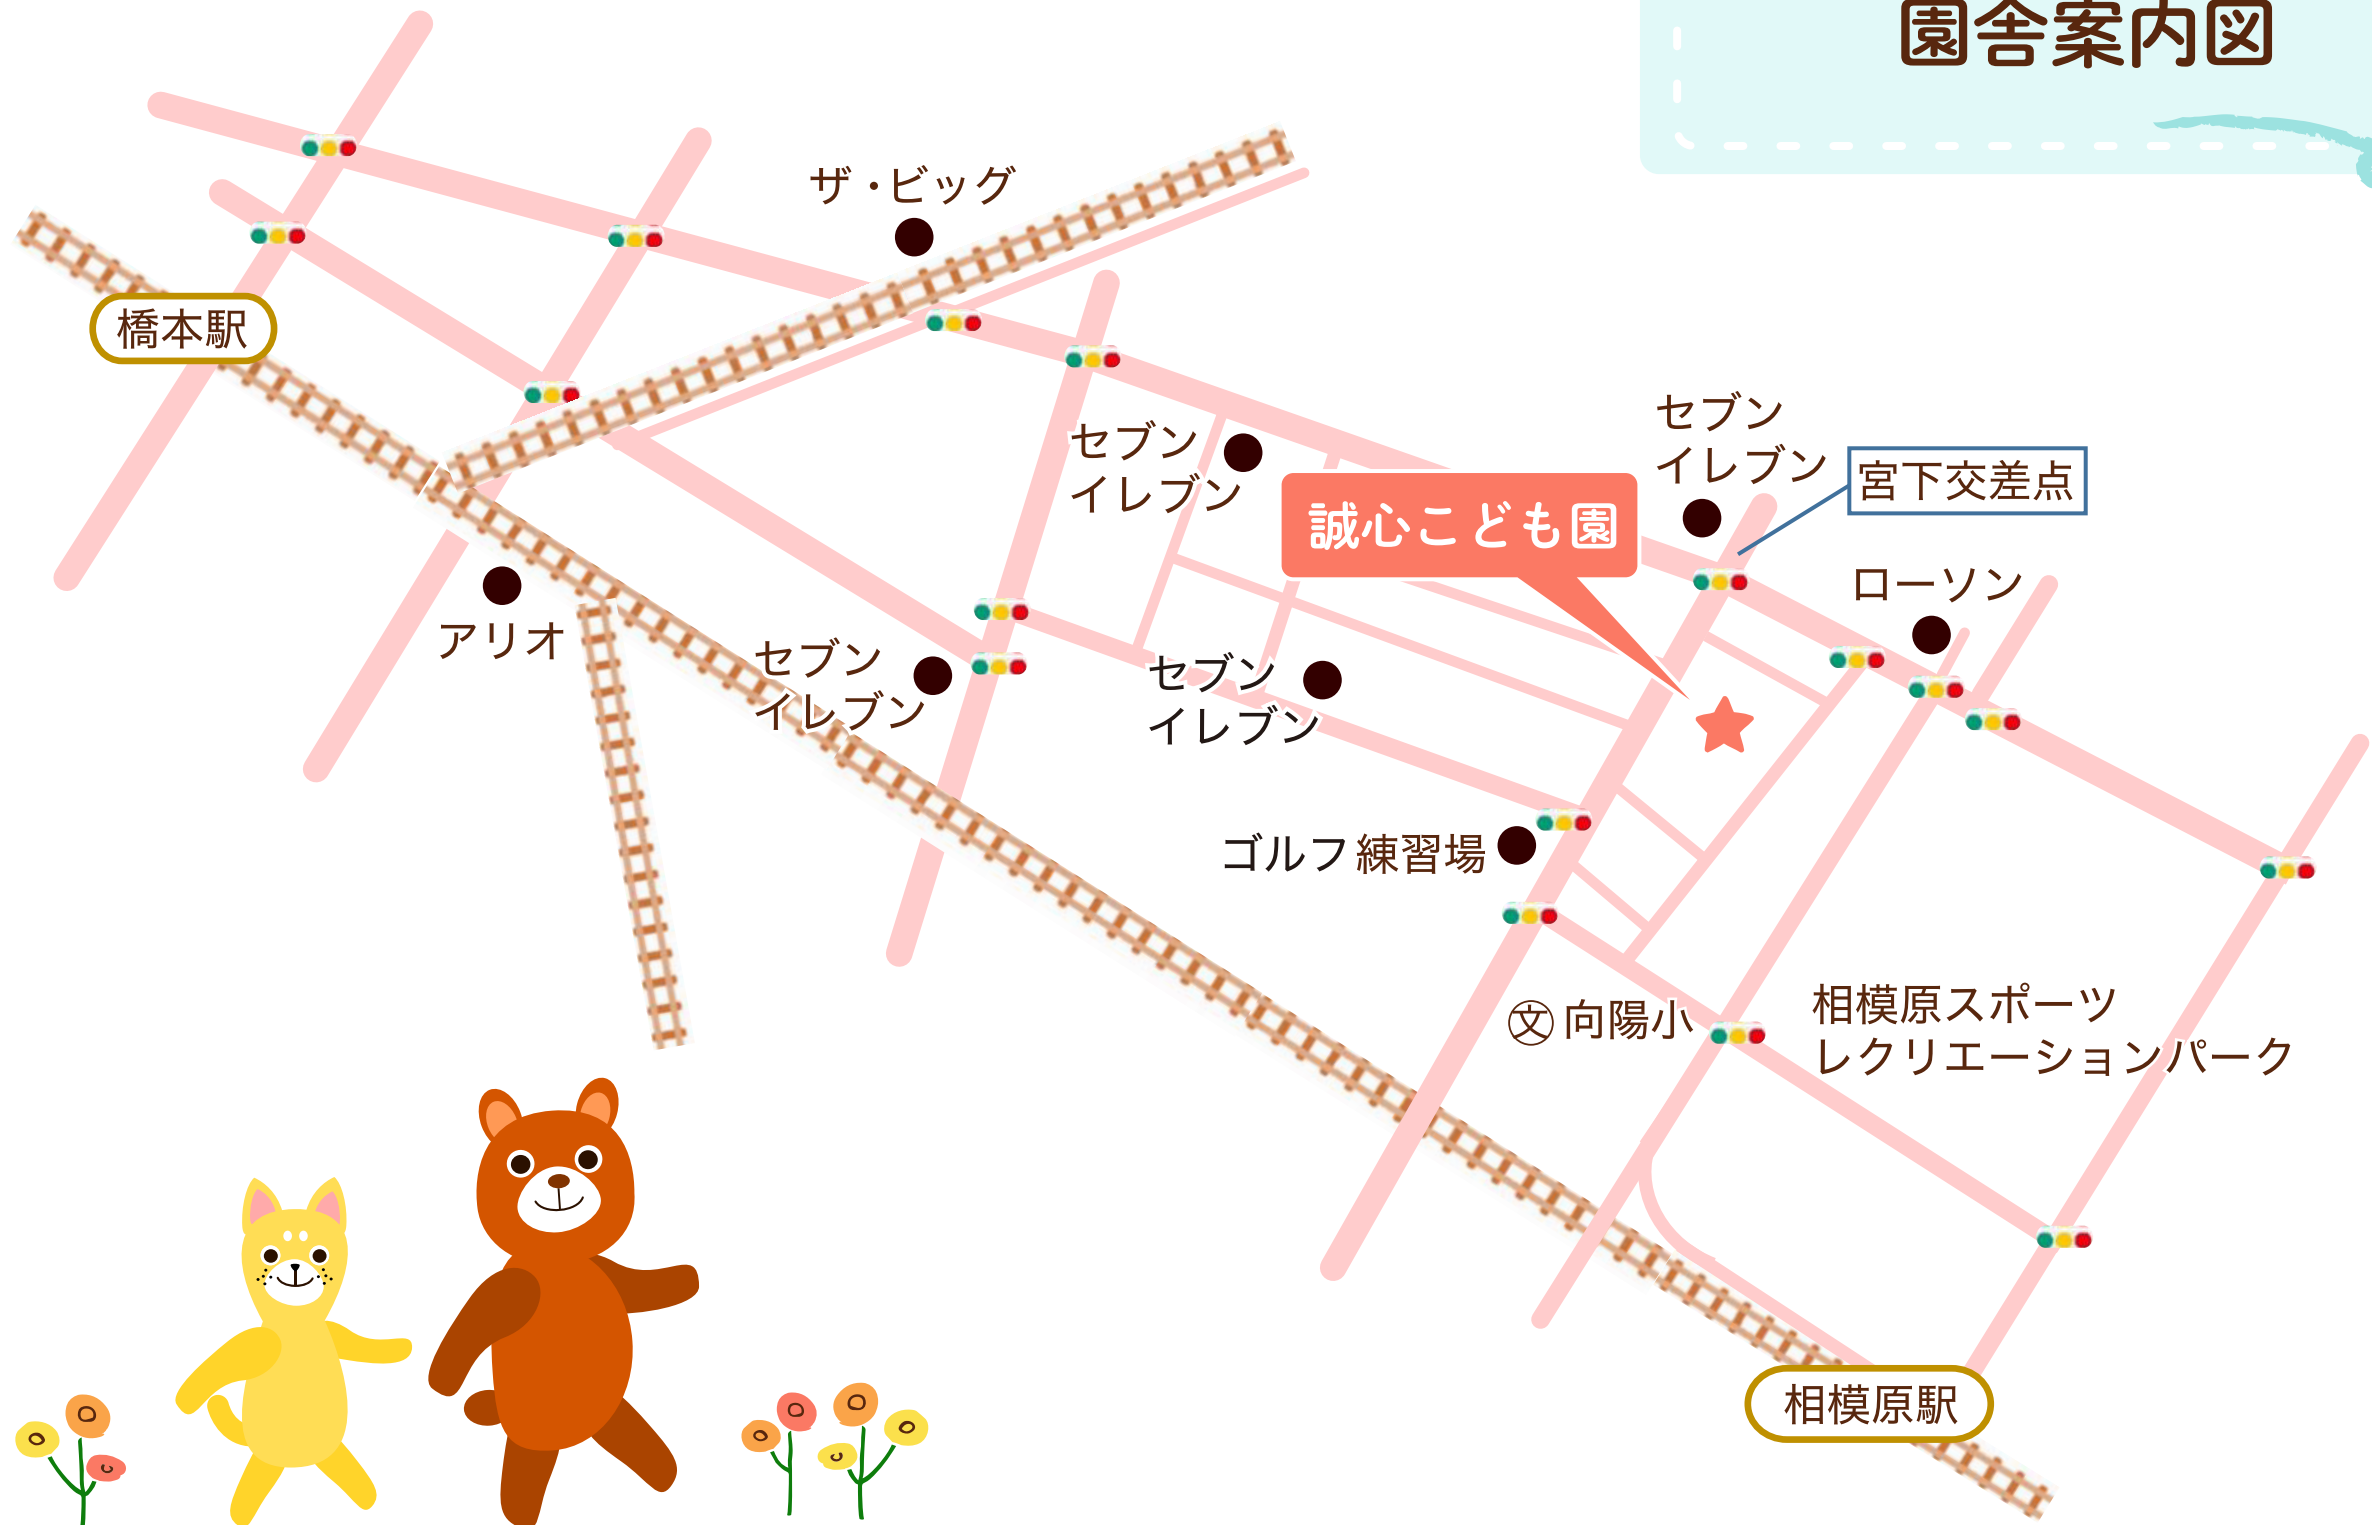 園舎案内図
ザ・ビッグ
橋本駅
セブン
イレブン
セブン
イレブン
宮下交差点
誠心こども園
ローソン
アリオ
セブン
イレブン
セブン
イレブン
ゴルフ練習場
文 向陽小
相模原スポーツ
レクリエーションパーク
相模原駅